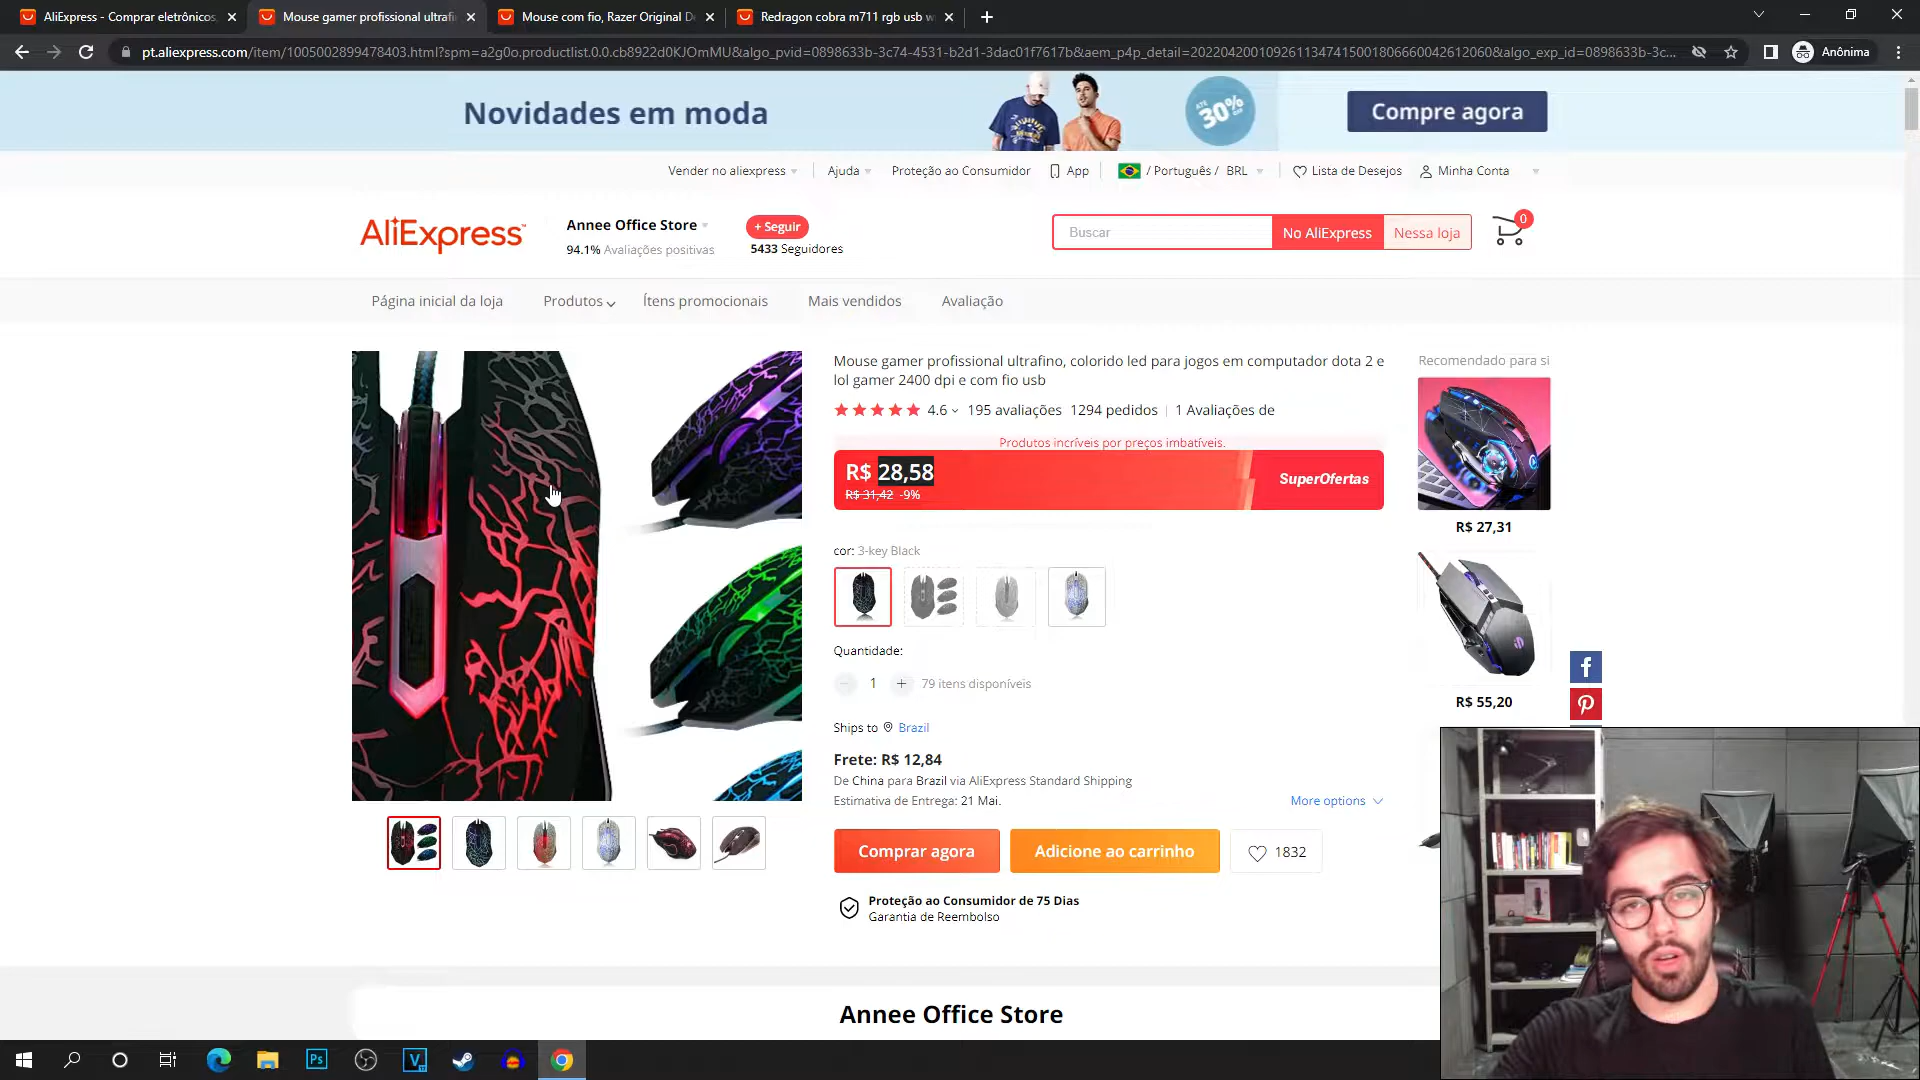 AliExpress - Comprar eletrônicos,
Mouse gamer profissional ultrafi
Mouse com fio, Razer Original D
Redragon cobra m711 rgb usb w
pt.aliexpress.com/item/1005002899478403.html?spm=a2g0o.productlist.0.0.cb8922d0KJOmMU&algo_pvid=0898633b-3c74-4531-b2d1-3dac01f7617b&aem_p4p_detail=202204200109261134741500180666004261 2060&algo_exp_id=0898633b-3c...
Anônima
Novidades em moda
ATÉ
30%
OFF
Compre agora
Vender no aliexpress
Ajuda
Proteção ao Consumidor
App
/ Português /
BRL
Lista de Desejos
Minha Conta
AliExpress
Annee Office Store
94.1% Avaliações positivas
+ Seguir
5433 Seguidores
Buscar
No AliExpress
Nessa loja
0
Página inicial da loja
Produtos
Ítens promocionais
Mais vendidos
Avaliação
Mouse gamer profissional ultrafino, colorido led para jogos em computador dota 2 e
lol gamer 2400 dpi e com fio usb
4.6
195 avaliações
1294 pedidos
1 Avaliações de
Produtos incríveis por preços imbatíveis.
R$ 28,58
R$ 31,42 -9%
SuperOfertas
cor: 3-key Black
Quantidade:
1
79 itens disponíveis
Ships to
Brazil
Frete: R$ 12,84
De China para Brazil via AliExpress Standard Shipping
Estimativa de Entrega: 21 Mai.
More options
Comprar agora
Adicione ao carrinho
1832
Proteção ao Consumidor de 75 Dias
Garantia de Reembolso
Recomendado para si
R$ 27,31
R$ 55,20
Annee Office Store
Ps
V